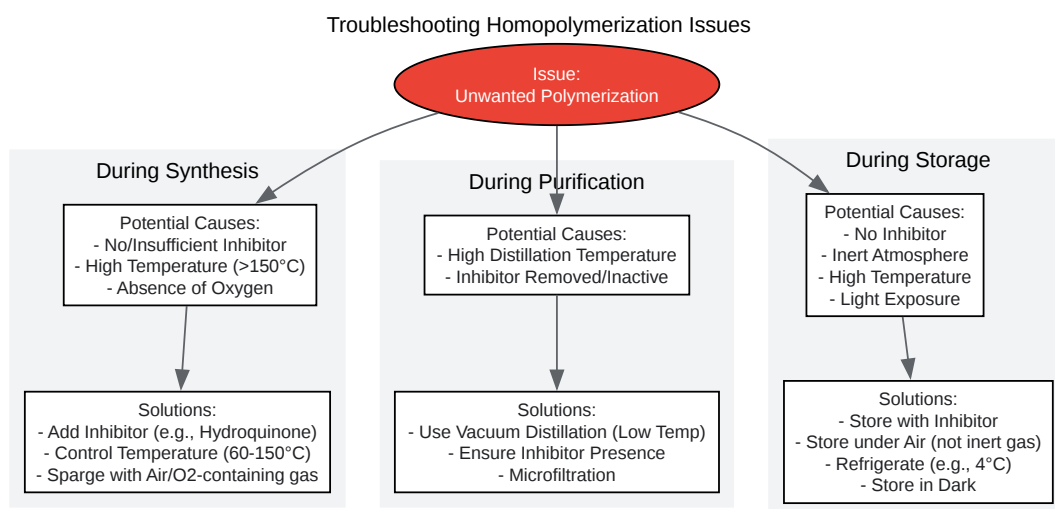 Troubleshooting Homopolymerization Issues
Issue:
Unwanted Polymerization
During Synthesis
Potential Causes:
- No/Insufficient Inhibitor
- High Temperature (>150°C)
- Absence of Oxygen
Solutions:
- Add Inhibitor (e.g., Hydroquinone)
- Control Temperature (60-150°C)
- Sparge with Air/O2-containing gas
During Purification
Potential Causes:
- High Distillation Temperature
- Inhibitor Removed/Inactive
Solutions:
- Use Vacuum Distillation (Low Temp)
- Ensure Inhibitor Presence
- Microfiltration
During Storage
Potential Causes:
- No Inhibitor
- Inert Atmosphere
- High Temperature
- Light Exposure
Solutions:
- Store with Inhibitor
- Store under Air (not inert gas)
- Refrigerate (e.g., 4°C)
- Store in Dark